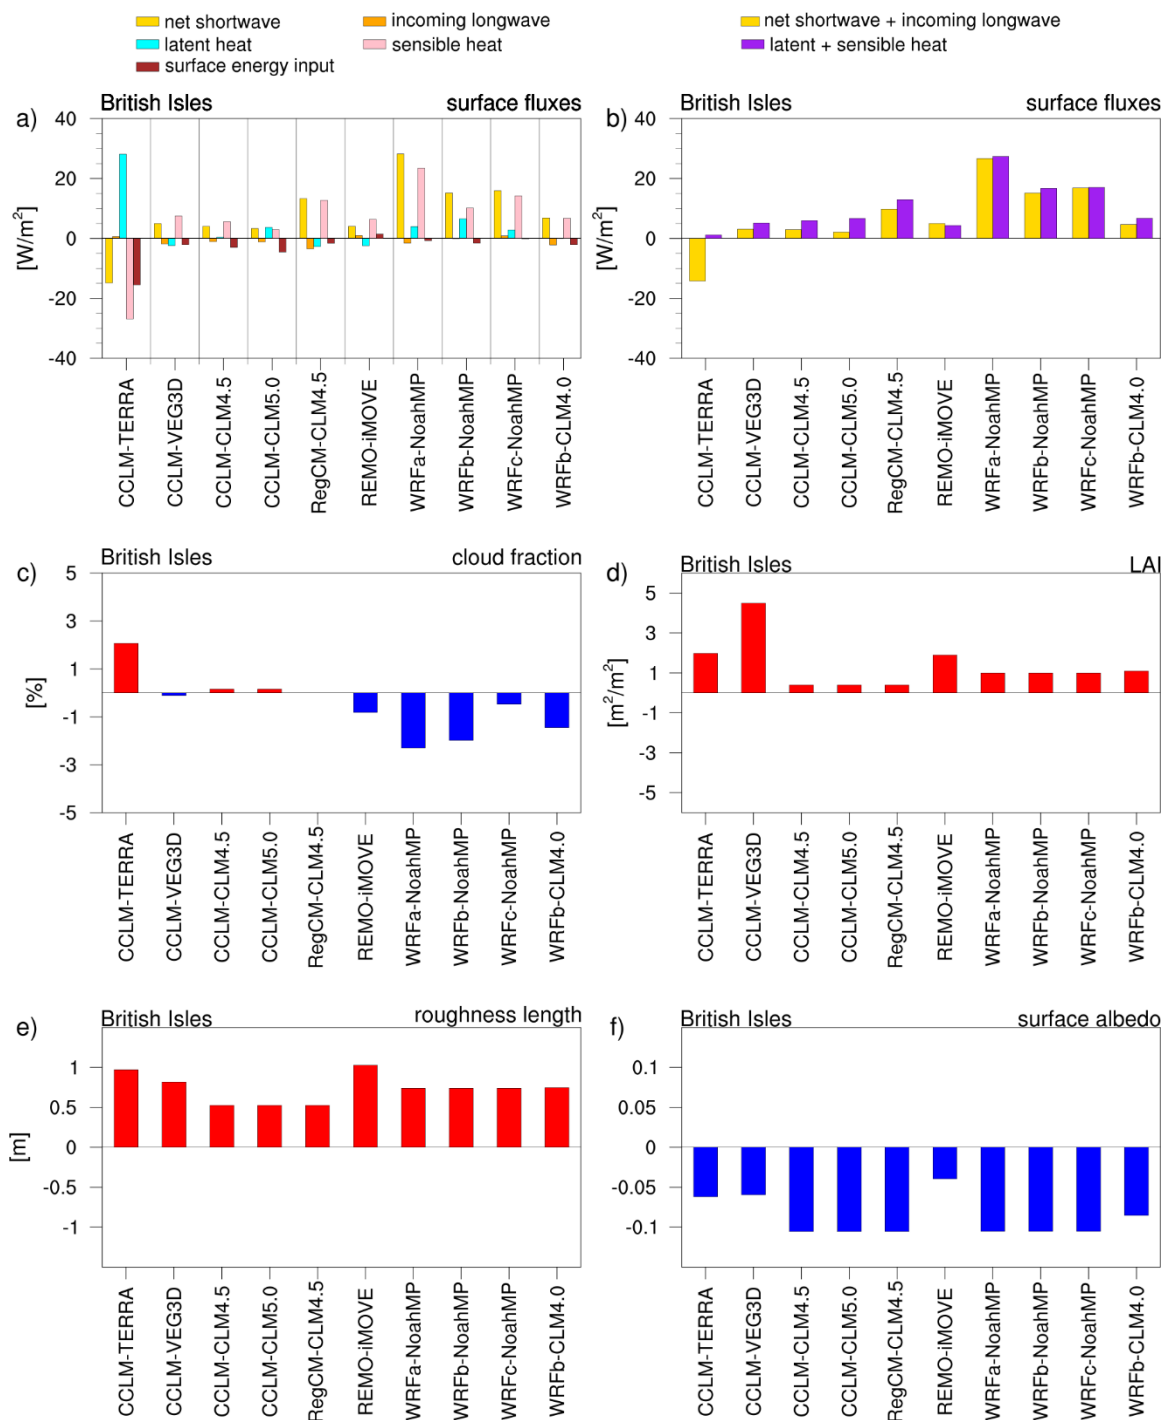 net shortwave
incoming longwave
net shortwave + incoming longwave
latent heat
sensible heat
latent + sensible heat
surface energy input
a)
British Isles
surface fluxes
[W/m²]
40
20
0
-20
-40
CCLM-TERRA
CCLM-VEG3D
CCLM-CLM4.5
CCLM-CLM5.0
RegCM-CLM4.5
REMO-iMOVE
WRFa-NoahMP
WRFb-NoahMP
WRFc-NoahMP
WRFb-CLM4.0
b)
British Isles
surface fluxes
[W/m²]
40
20
0
-20
-40
CCLM-TERRA
CCLM-VEG3D
CCLM-CLM4.5
CCLM-CLM5.0
RegCM-CLM4.5
REMO-iMOVE
WRFa-NoahMP
WRFb-NoahMP
WRFc-NoahMP
WRFb-CLM4.0
c)
British Isles
cloud fraction
[%]
5
3
1
-1
-3
-5
CCLM-TERRA
CCLM-VEG3D
CCLM-CLM4.5
CCLM-CLM5.0
RegCM-CLM4.5
REMO-iMOVE
WRFa-NoahMP
WRFb-NoahMP
WRFc-NoahMP
WRFb-CLM4.0
d)
British Isles
LAI
[m²/m²]
5
3
1
-1
-3
-5
CCLM-TERRA
CCLM-VEG3D
CCLM-CLM4.5
CCLM-CLM5.0
RegCM-CLM4.5
REMO-iMOVE
WRFa-NoahMP
WRFb-NoahMP
WRFc-NoahMP
WRFb-CLM4.0
e)
British Isles
roughness length
[m]
1
0.5
0
-0.5
-1
CCLM-TERRA
CCLM-VEG3D
CCLM-CLM4.5
CCLM-CLM5.0
RegCM-CLM4.5
REMO-iMOVE
WRFa-NoahMP
WRFb-NoahMP
WRFc-NoahMP
WRFb-CLM4.0
f)
British Isles
surface albedo
0.1
0.05
0
-0.05
-0.1
CCLM-TERRA
CCLM-VEG3D
CCLM-CLM4.5
CCLM-CLM5.0
RegCM-CLM4.5
REMO-iMOVE
WRFa-NoahMP
WRFb-NoahMP
WRFc-NoahMP
WRFb-CLM4.0